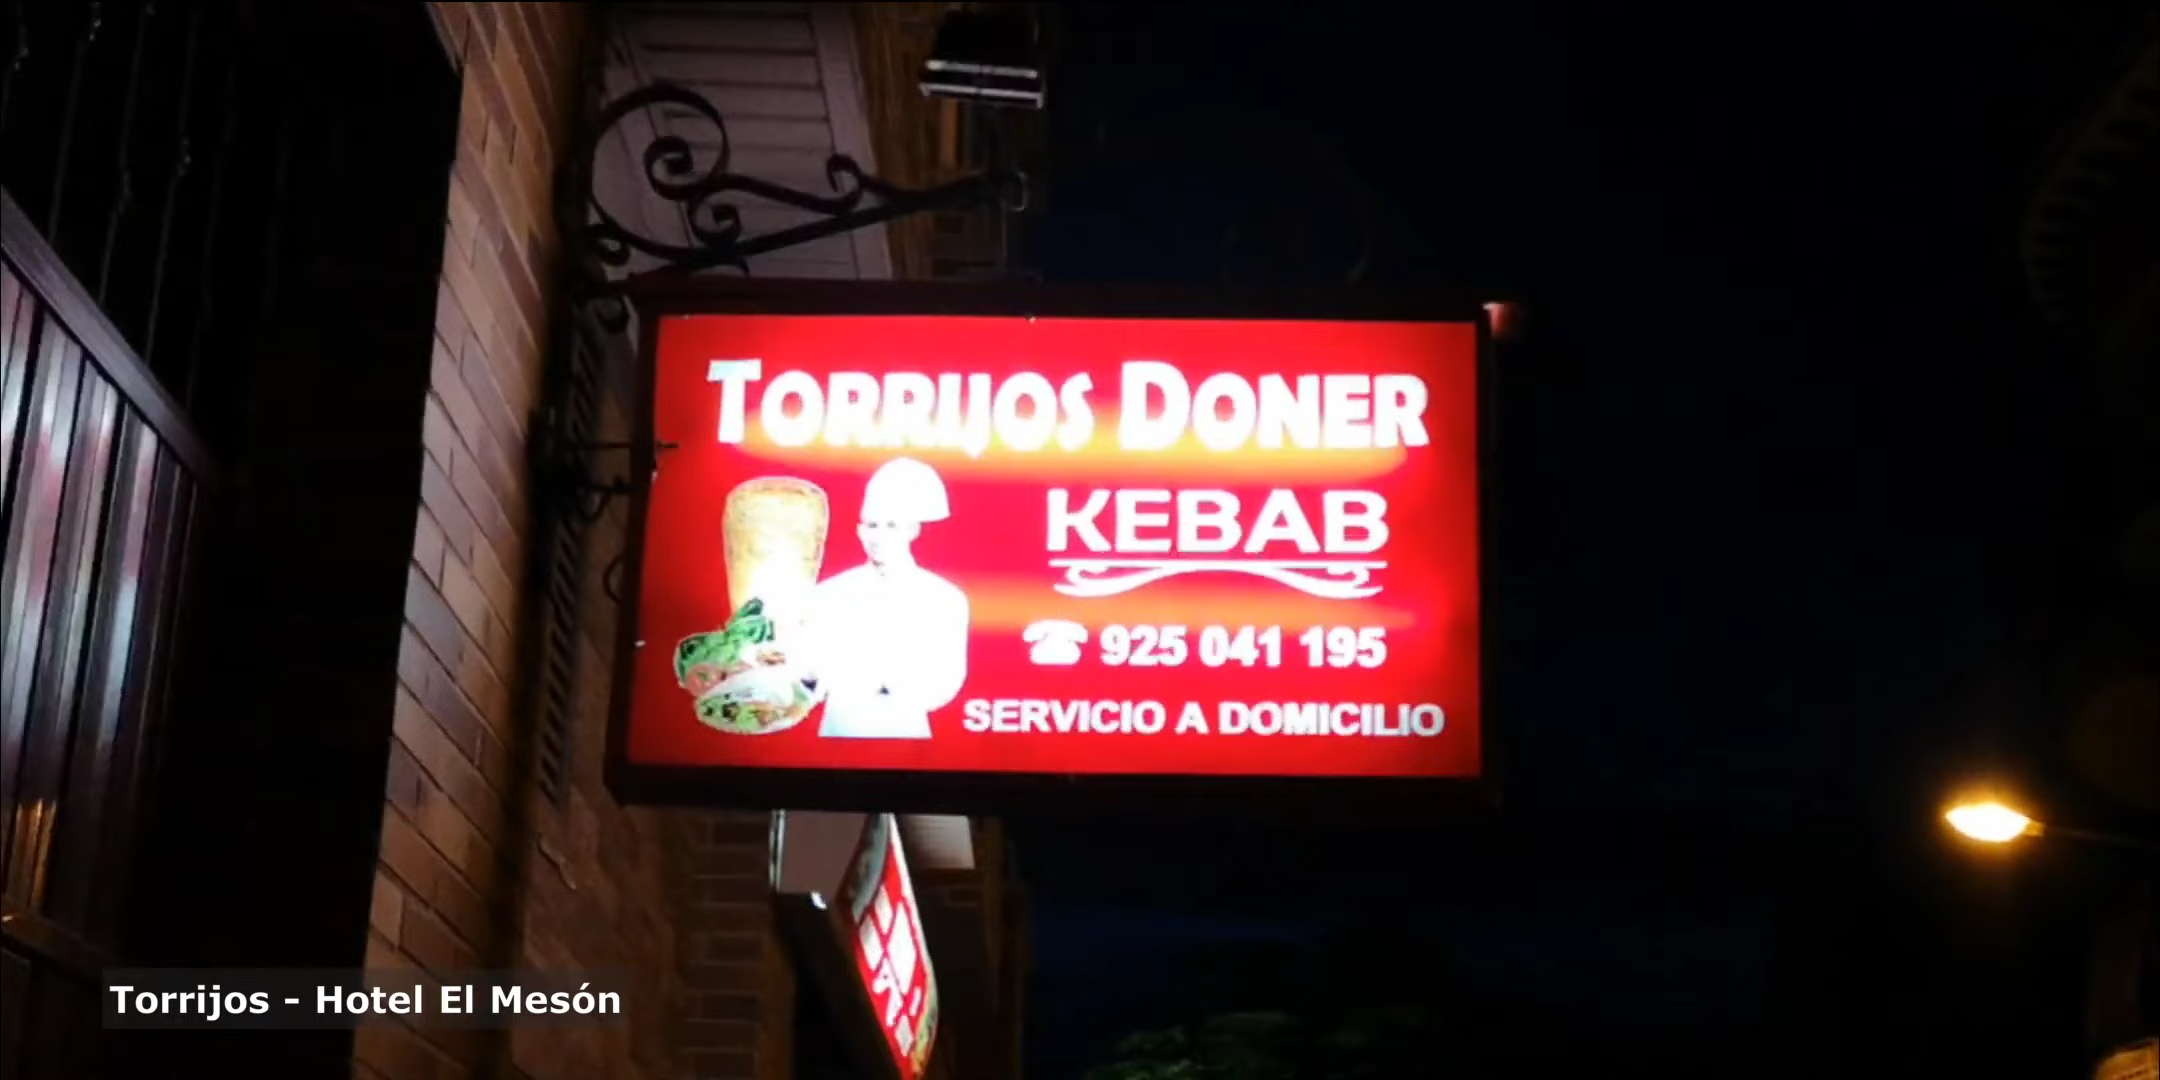 TORRIJOS DONER
KEBAB
☎ 925 041 195
SERVICIO A DOMICILIO
Torrijos - Hotel El Mesón